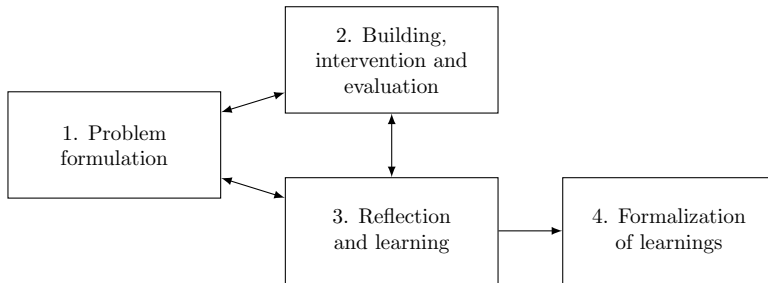 2. Building,
intervention and
evaluation
1. Problem
formulation
3. Reflection
and learning
4. Formalization
of learnings